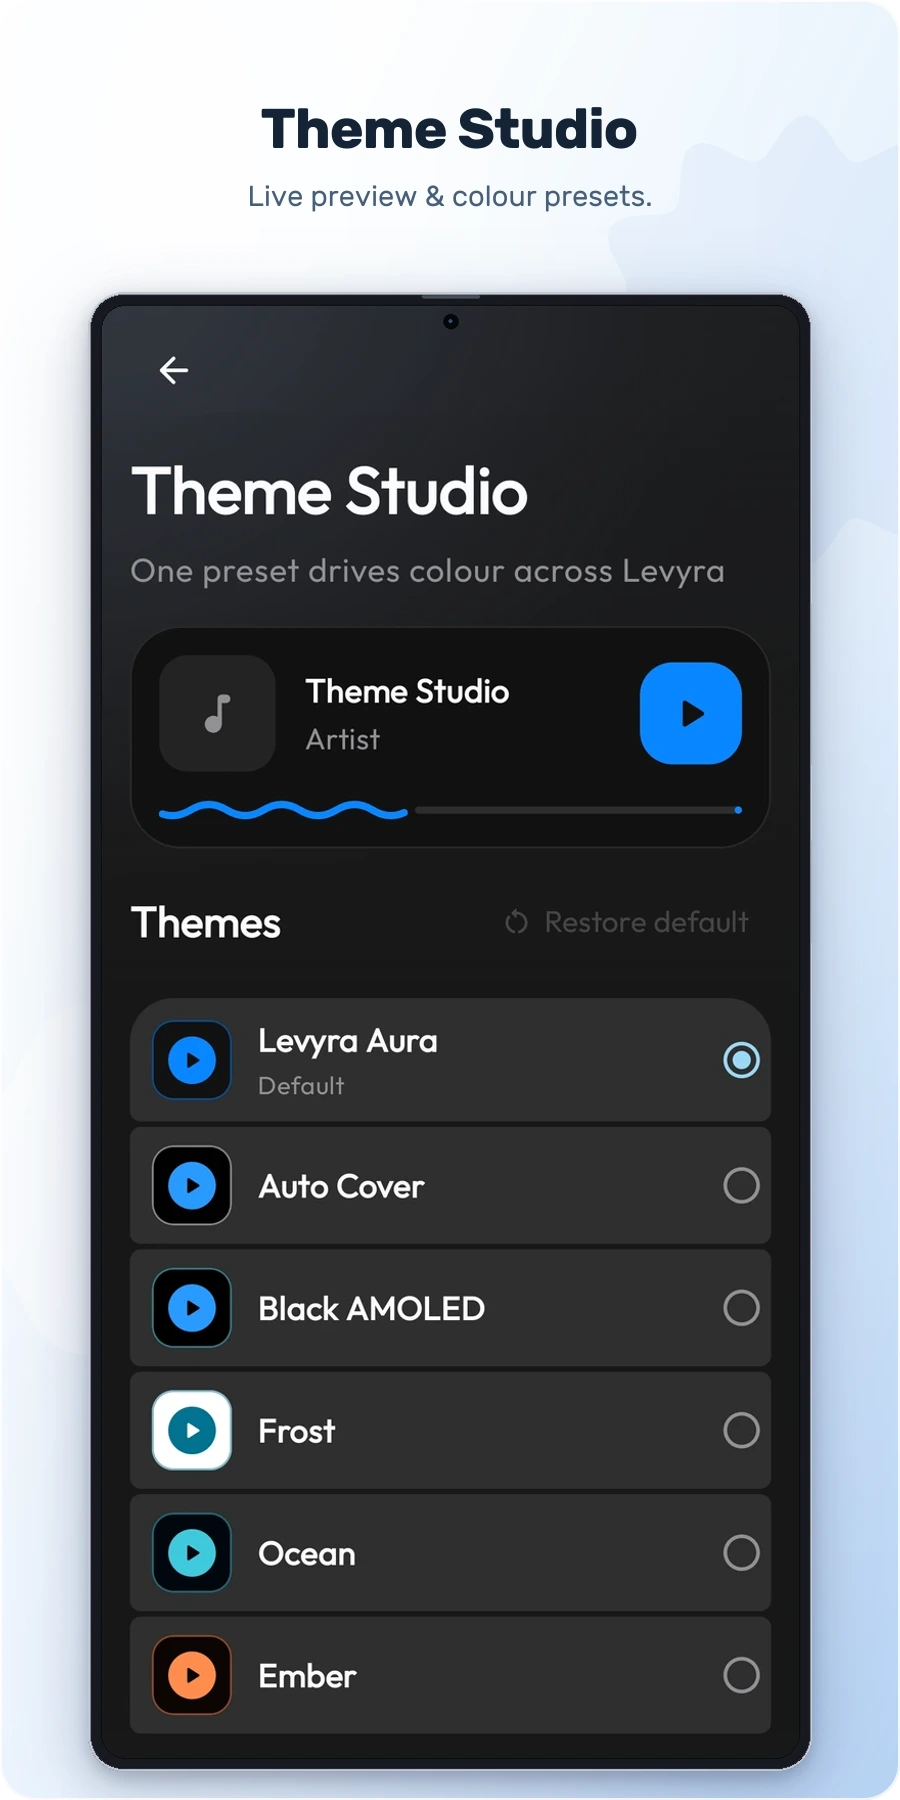 Theme Studio
Live preview & colour presets.
Theme Studio
One preset drives colour across Levyra
Theme Studio
Artist
Themes
Restore default
Levyra Aura
Default
Auto Cover
Black AMOLED
Frost
Ocean
Ember